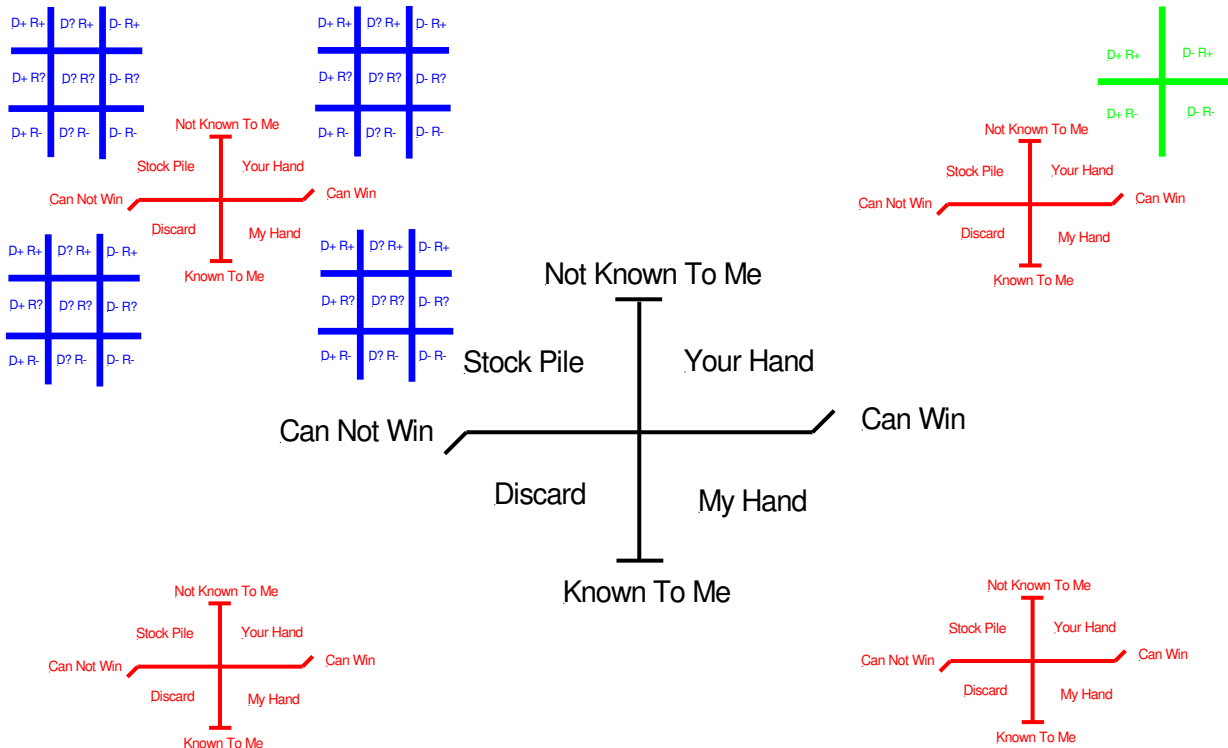 D+ R+ D? R+ D- R+
D+ R? D? R? D- R?
D+ R- D? R- D- R-
D+ R+ D? R+ D- R+
D+ R? D? R? D- R?
D+ R- D? R- D- R-
Not Known To Me
Stock Pile Your Hand
Can Not Win Can Win
Discard My Hand
Known To Me
D+ R+ D? R+ D- R+
D+ R? D? R? D- R?
D+ R- D? R- D- R-
D+ R+ D? R+ D- R+
D+ R? D? R? D- R?
D+ R- D? R- D- R-
D+ R+ D- R+
D+ R- D- R-
Not Known To Me
Stock Pile Your Hand
Can Not Win Can Win
Discard My Hand
Known To Me
Not Known To Me
Stock Pile Your Hand
Can Not Win Can Win
Discard My Hand
Known To Me
Not Known To Me
Stock Pile Your Hand
Can Not Win Can Win
Discard My Hand
Known To Me
Not Known To Me
Stock Pile Your Hand
Can Not Win Can Win
Discard My Hand
Known To Me